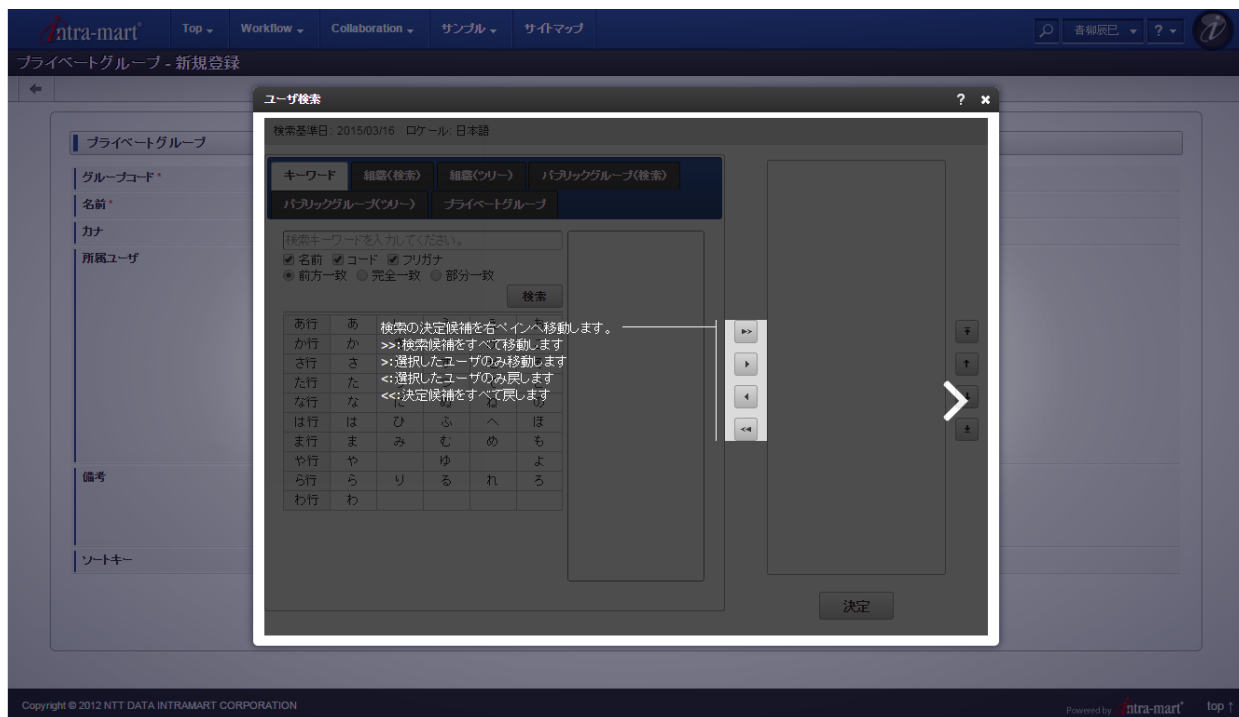 intra-mart Top Workflow Collaboration サンプル サイトマップ 青柳辰巳 ?
プライベートグループ - 新規登録
ユーザ検索 ?
検索基準日: 2015/03/16 ロケール: 日本語
プライベートグループ
グループコード*
名前*
カナ
所属ユーザ
備考
ソートキー
キーワード 組織(検索) 組織(ツリー) パブリックグループ(検索)
パブリックグループ(ツリー) プライベートグループ
検索キーワードを入力してください。
名前 コード フリガナ
前方一致 完全一致 部分一致
検索
検索の決定候補を右ペインへ移動します。
>>:検索候補をすべて移動します
>:選択したユーザのみ移動します
<:選択したユーザのみ戻します
<<:決定候補をすべて戻します
あ行 あ
か行 か
さ行 さ
た行 た
な行 な
は行 は ひ ふ へ ほ
ま行 ま み む め も
や行 や ゆ よ
ら行 ら り る れ ろ
わ行 わ
決定
Copyright © 2012 NTT DATA INTRAMART CORPORATION
Powered by intra-mart top ↑